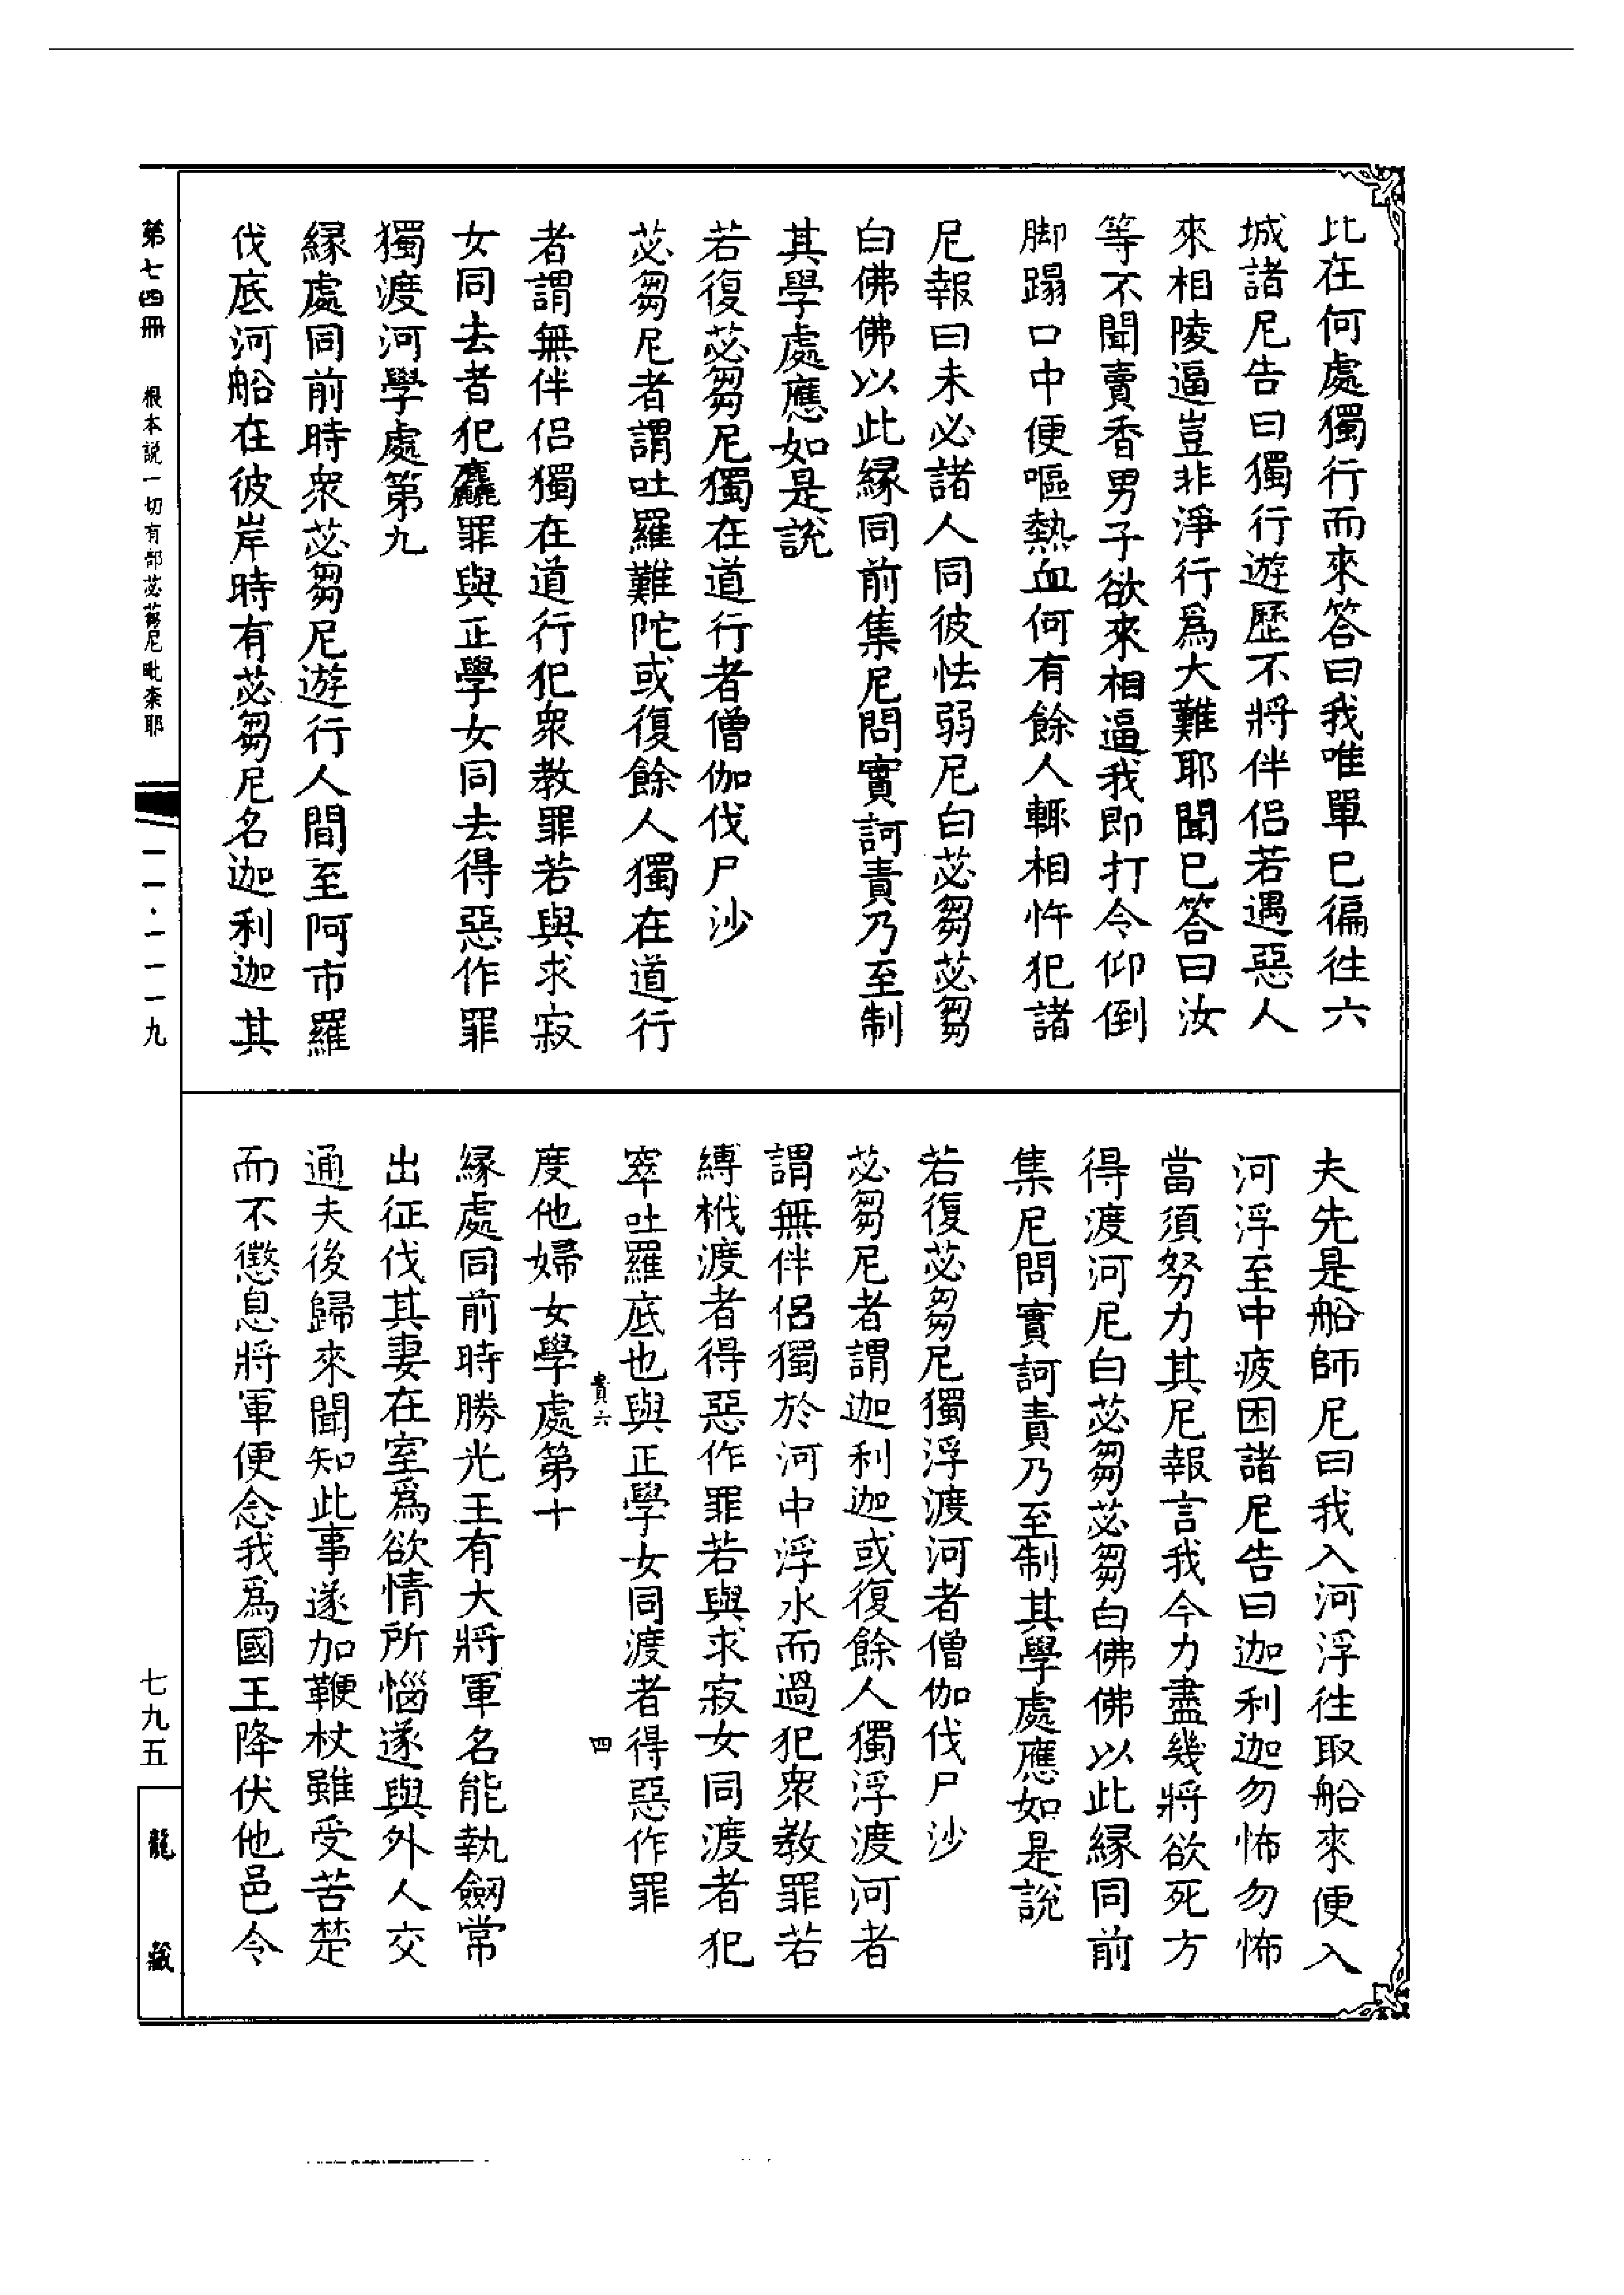 比在何處獨行而來答曰我唯單已徧往六
城諸尼告曰獨行遊歷不將伴侶若遇惡人
來相陵逼豈非淨行爲大難耶聞已答曰汝
等不聞賣香男子欲來相逼我即打令仰倒
脚蹋口中便嘔熱血何有餘人輒相忤犯諸
尼報曰未必諸人同彼怯弱尼白苾芻苾芻
白佛佛以此緣同前集尼問實訶責乃至制
其學處應如是說
若復苾芻尼獨在道行者僧伽伐尸沙
苾芻尼者謂吐羅難陀或復餘人獨在道行
者謂無伴侶獨在道行犯衆教罪若與求寂
女同去者犯麤罪與正學女同去得惡作罪
獨渡河學處第九
緣處同前時衆苾芻尼遊行人間至阿市羅
伐底河船在彼岸時有苾芻尼名迦利迦其
夫先是船師尼曰我入河浮往取船來便入
河浮至中疲困諸尼告曰迦利迦勿怖勿怖
當須努力其尼報言我今力盡幾將欲死方
得渡河尼白苾芻苾芻白佛佛以此緣同前
集尼問實訶責乃至制其學處應如是說
若復苾芻尼獨浮渡河者僧伽伐尸沙
苾芻尼者謂迦利迦或復餘人獨浮渡河者
謂無伴侶獨於河中浮水而過犯衆教罪若
縛栰渡者得惡作罪若與求寂女同渡者犯
窣吐羅底也與正學女同渡者得惡作罪
貴六 四
度他婦女學處第十
緣處同前時勝光王有大將軍名能執劒常
出征伐其妻在室爲欲情所惱遂與外人交
通夫後歸來聞知此事遂加鞭杖雖受苦楚
而不懲息將軍便念我爲國王降伏他邑令
第七四冊 根本説一切有部苾芻尼毗柰耶 一一·一一一九
七九五
龍藏